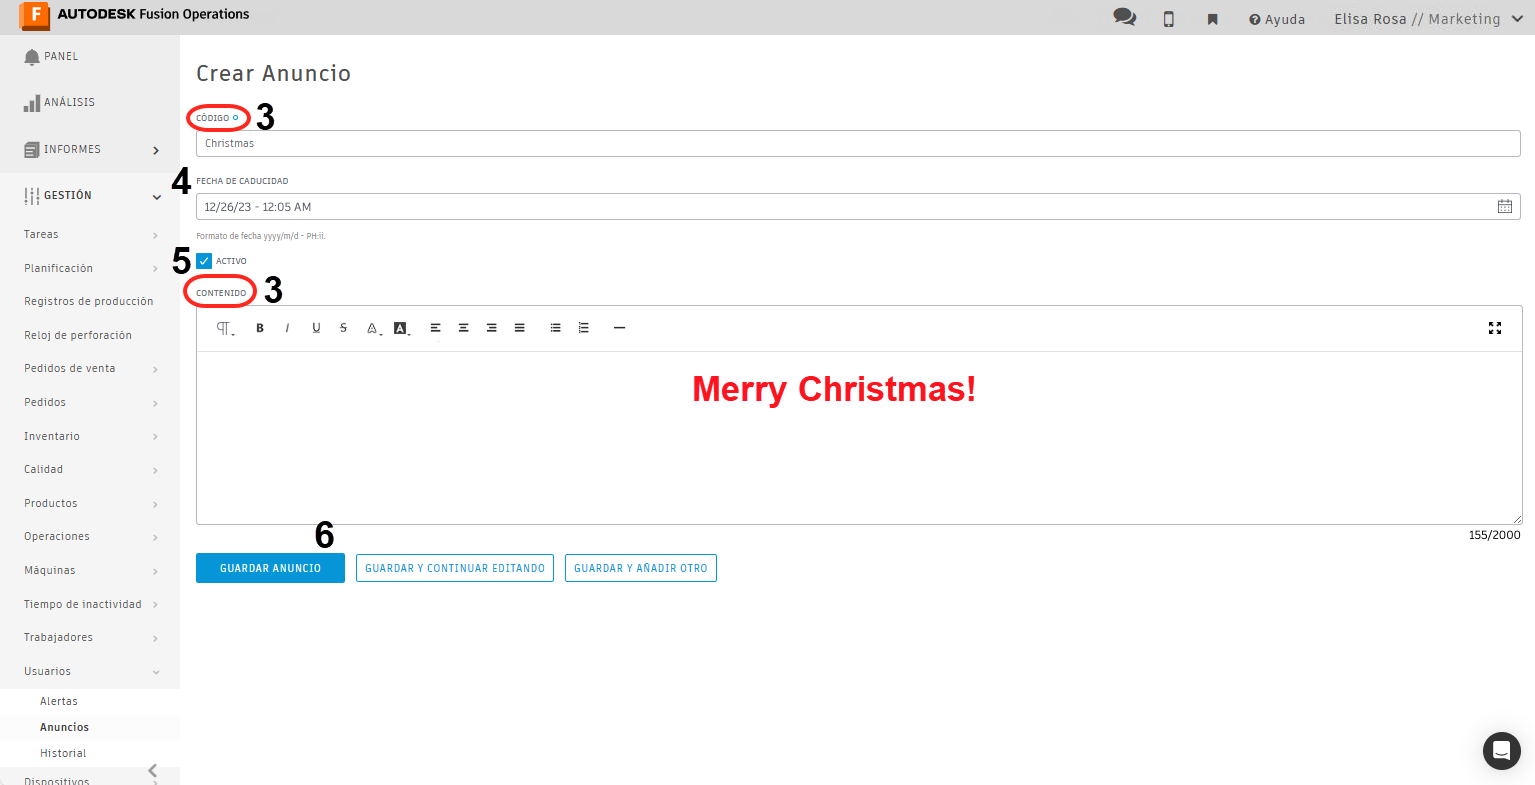 F AUTODESK Fusion Operations
Ayuda
Elisa Rosa // Marketing
PANEL
ANÁLISIS
INFORMES
GESTIÓN
Tareas
Planificación
Registros de producción
Reloj de perforación
Pedidos de venta
Pedidos
Inventario
Calidad
Productos
Operaciones
Máquinas
Tiempo de inactividad
Trabajadores
Usuarios
Alertas
Anuncios
Historial
Dispositivos
Crear Anuncio
CÓDIGO 3
Christmas
4 FECHA DE CADUCIDAD
12/26/23 - 12:05 AM
Formato de fecha yyyy/m/d - PH:ii.
5 ACTIVO
CONTENIDO 3
B I U S A A
Merry Christmas!
155/2000
6
GUARDAR ANUNCIO
GUARDAR Y CONTINUAR EDITANDO
GUARDAR Y AÑADIR OTRO